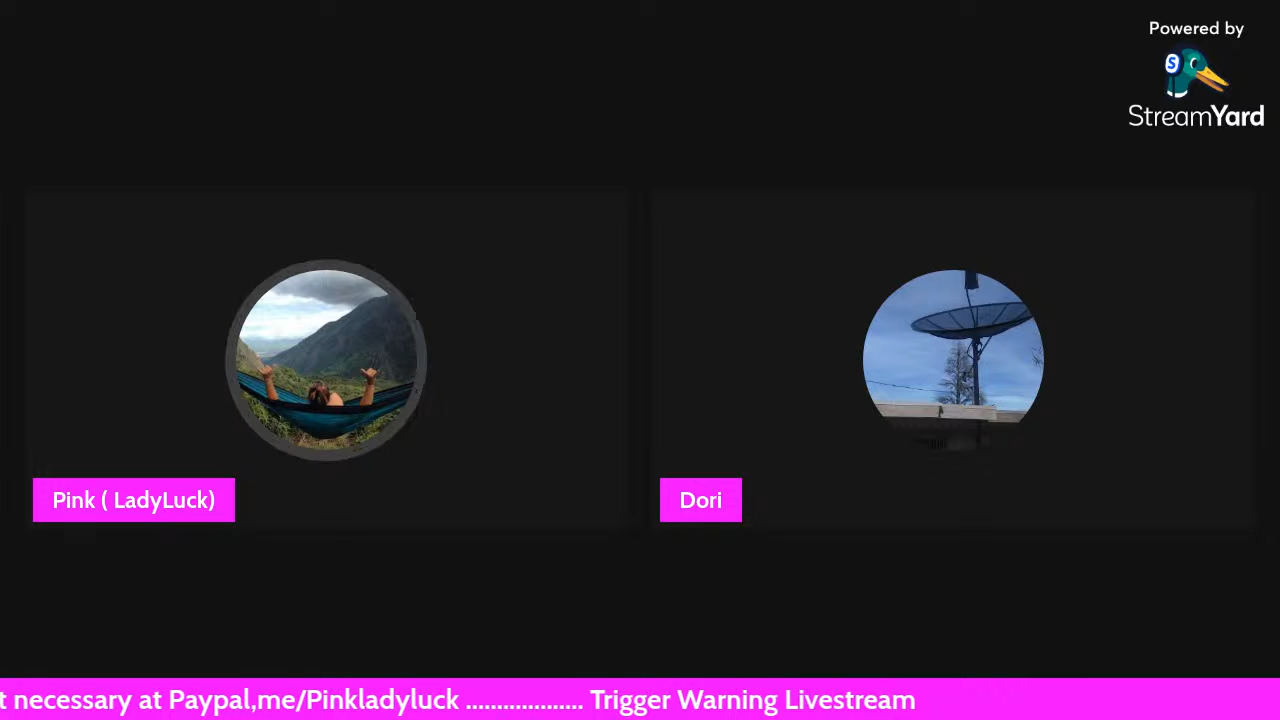 Powered by
S
StreamYard
Pink ( LadyLuck)
Dori
t necessary at Paypal,me/Pinkladyluck ................... Trigger Warning Livestream